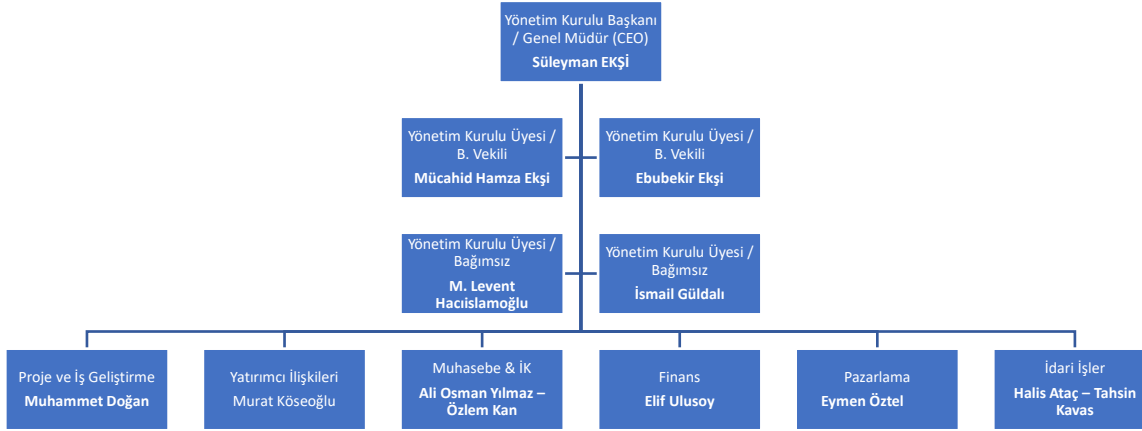 Yönetim Kurulu Başkanı
/ Genel Müdür (CEO)
Süleyman EKŞİ
Yönetim Kurulu Üyesi /
B. Vekili
Mücahid Hamza Ekşi
Yönetim Kurulu Üyesi /
B. Vekili
Ebubekir Ekşi
Yönetim Kurulu Üyesi /
Bağımsız
M. Levent
Hacıislamoğlu
Yönetim Kurulu Üyesi /
Bağımsız
İsmail Güldalı
Proje ve İş Geliştirme
Muhammet Doğan
Yatırımcı İlişkileri
Murat Köseoğlu
Muhasebe & İK
Ali Osman Yılmaz –
Özlem Kan
Finans
Elif Ulusoy
Pazarlama
Eymen Öztel
İdari İşler
Halis Ataç – Tahsin
Kavas